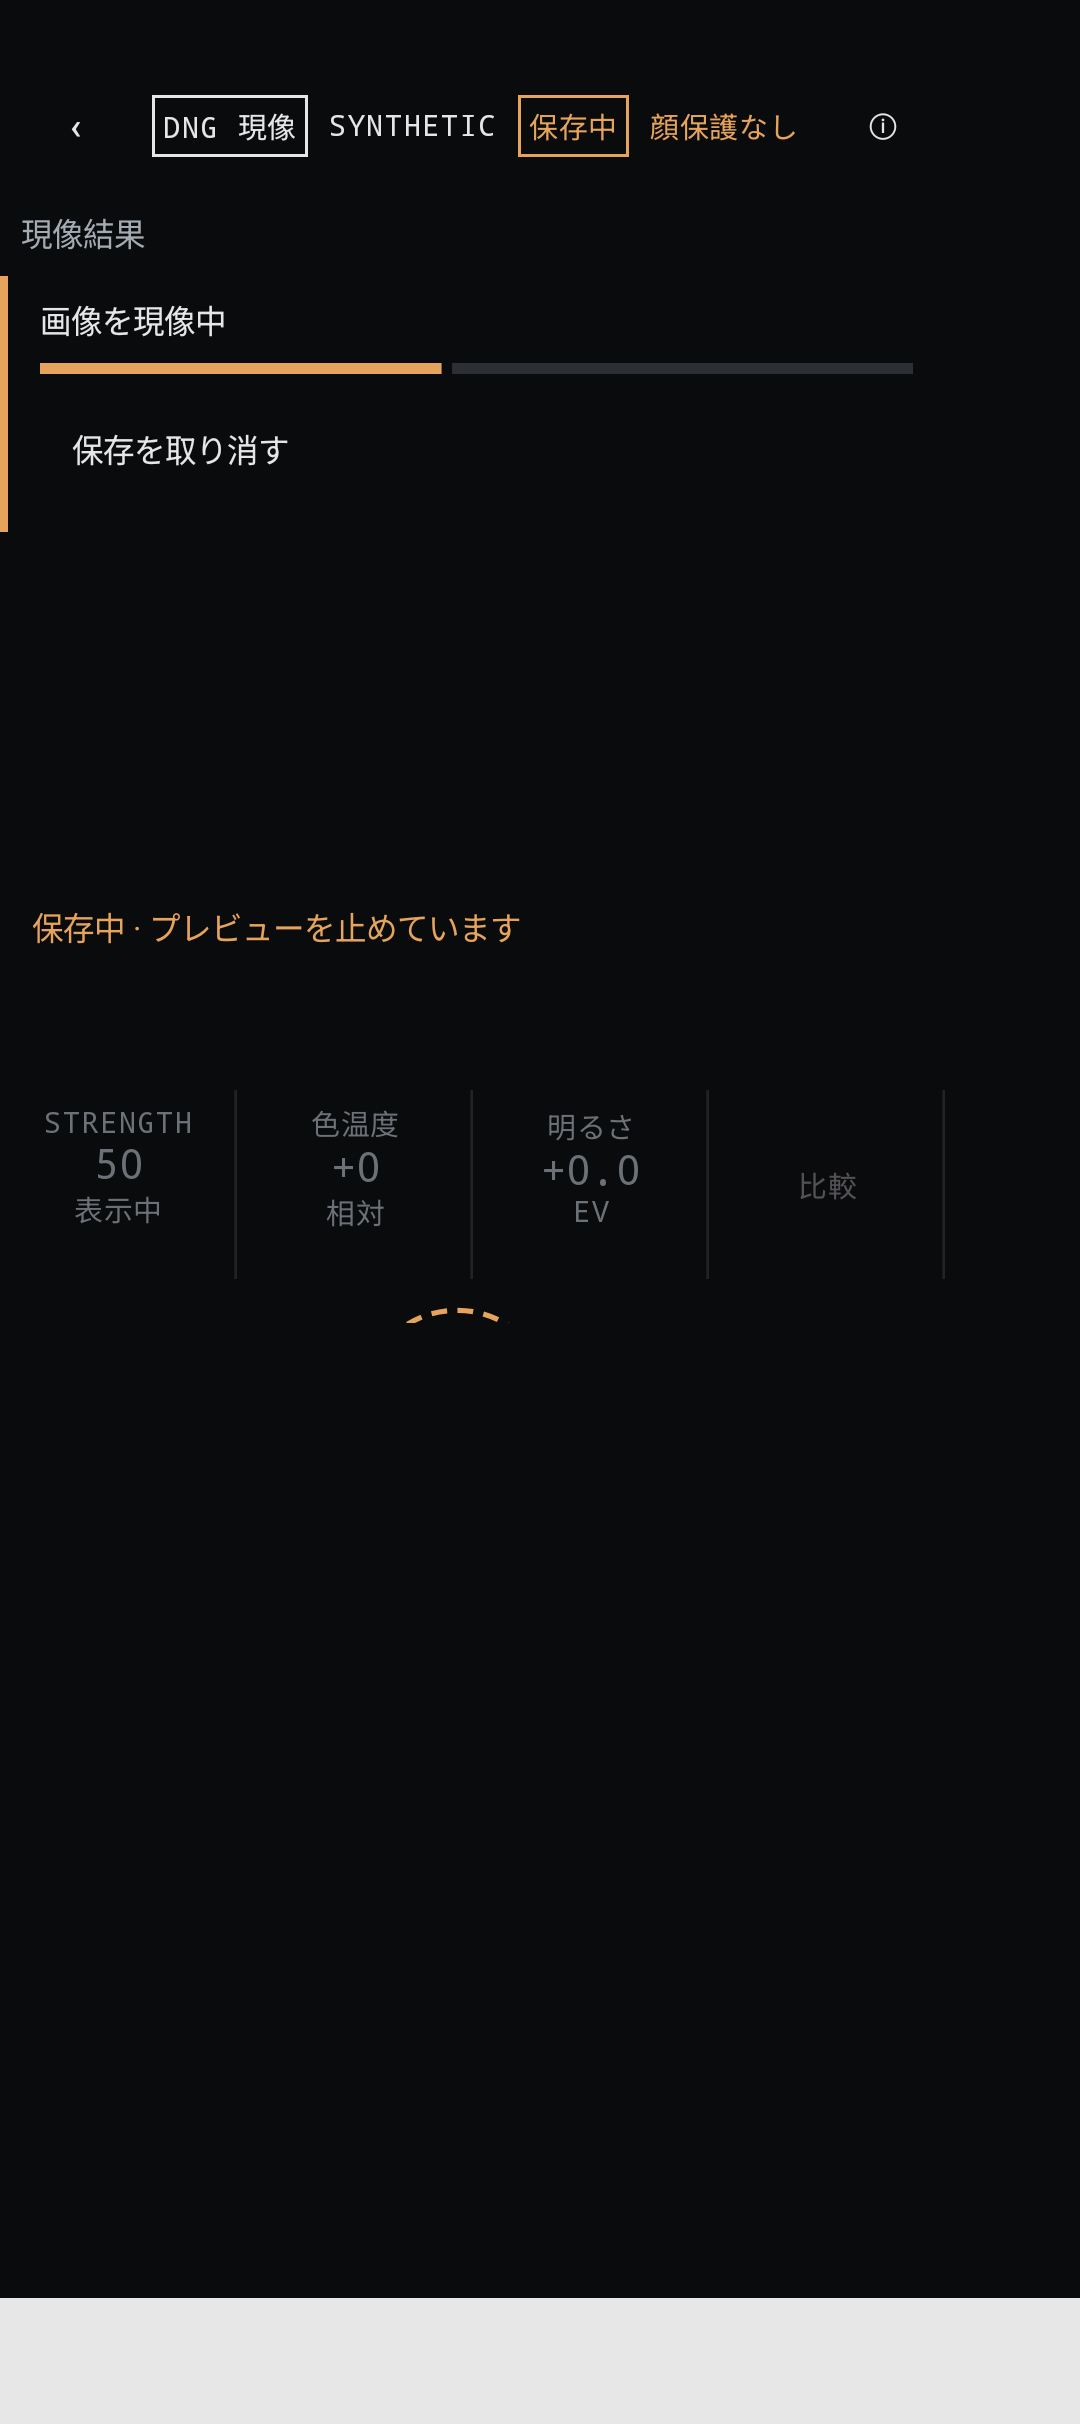 ‹ DNG 現像 SYNTHETIC 保存中 顔保護なし ⓘ
現像結果
画像を現像中
保存を取り消す
保存中 · プレビューを止めています
STRENGTH
50
表示中
色温度
+0
相対
明るさ
+0.0
EV
比較